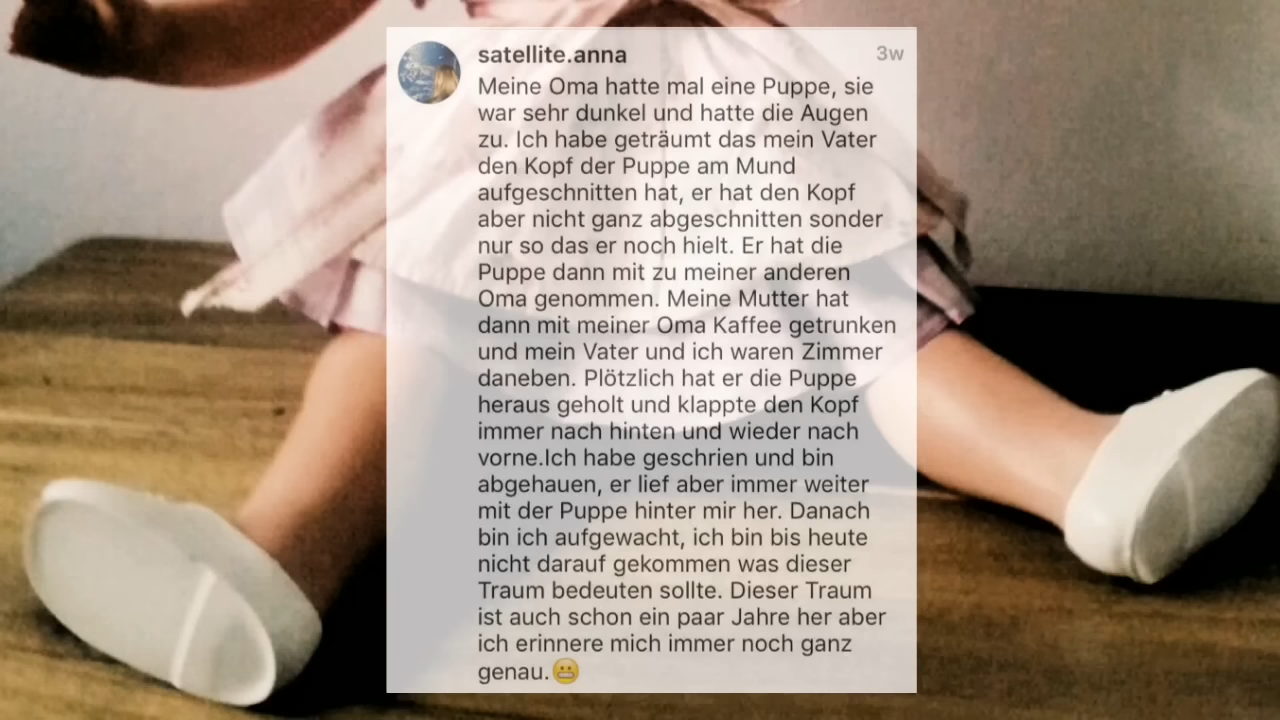 satellite.anna 3w
Meine Oma hatte mal eine Puppe, sie
war sehr dunkel und hatte die Augen
zu. Ich habe geträumt das mein Vater
den Kopf der Puppe am Mund
aufgeschnitten hat, er hat den Kopf
aber nicht ganz abgeschnitten sonder
nur so das er noch hielt. Er hat die
Puppe dann mit zu meiner anderen
Oma genommen. Meine Mutter hat
dann mit meiner Oma Kaffee getrunken
und mein Vater und ich waren Zimmer
daneben. Plötzlich hat er die Puppe
heraus geholt und klappte den Kopf
immer nach hinten und wieder nach
vorne.Ich habe geschrien und bin
abgehauen, er lief aber immer weiter
mit der Puppe hinter mir her. Danach
bin ich aufgewacht, ich bin bis heute
nicht darauf gekommen was dieser
Traum bedeuten sollte. Dieser Traum
ist auch schon ein paar Jahre her aber
ich erinnere mich immer noch ganz
genau.😬